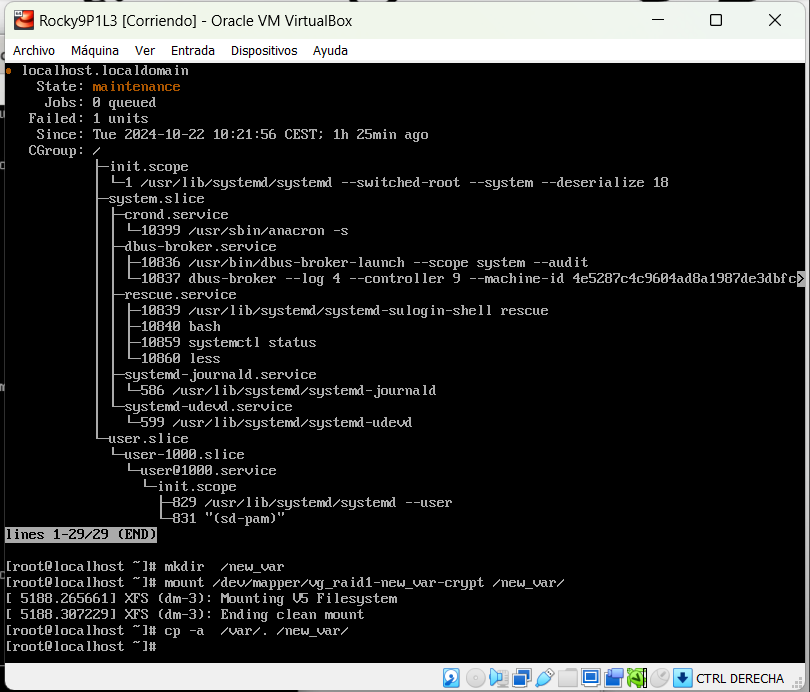 Rocky9P1L3 [Corriendo] - Oracle VM VirtualBox
Archivo Máquina Ver Entrada Dispositivos Ayuda
● localhost.localdomain
State: maintenance
Jobs: 0 queued
Failed: 1 units
Since: Tue 2024-10-22 10:21:56 CEST; 1h 25min ago
CGroup: /
├─init.scope
│ └─1 /usr/lib/systemd/systemd --switched-root --system --deserialize 18
├─system.slice
│ ├─crond.service
│ │ └─10399 /usr/sbin/anacron -s
│ ├─dbus-broker.service
│ │ ├─10836 /usr/bin/dbus-broker-launch --scope system --audit
│ │ └─10837 dbus-broker --log 4 --controller 9 --machine-id 4e5287c4c9604ad8a1987de3dbfc>
│ ├─rescue.service
│ │ ├─10839 /usr/lib/systemd/systemd-sulogin-shell rescue
│ │ ├─10840 bash
│ │ ├─10859 systemctl status
│ │ └─10860 less
│ ├─systemd-journald.service
│ │ └─586 /usr/lib/systemd/systemd-journald
│ └─systemd-udevd.service
│ └─599 /usr/lib/systemd/systemd-udevd
└─user.slice
└─user-1000.slice
└─user@1000.service
└─init.scope
├─829 /usr/lib/systemd/systemd --user
└─831 "(sd-pam)"
lines 1-29/29 (END)
[root@localhost ~]# mkdir  /new_var
[root@localhost ~]# mount /dev/mapper/vg_raid1-new_var-crypt /new_var/
[ 5188.265661] XFS (dm-3): Mounting V5 Filesystem
[ 5188.307229] XFS (dm-3): Ending clean mount
[root@localhost ~]# cp -a  /var/. /new_var/
[root@localhost ~]#
CTRL DERECHA